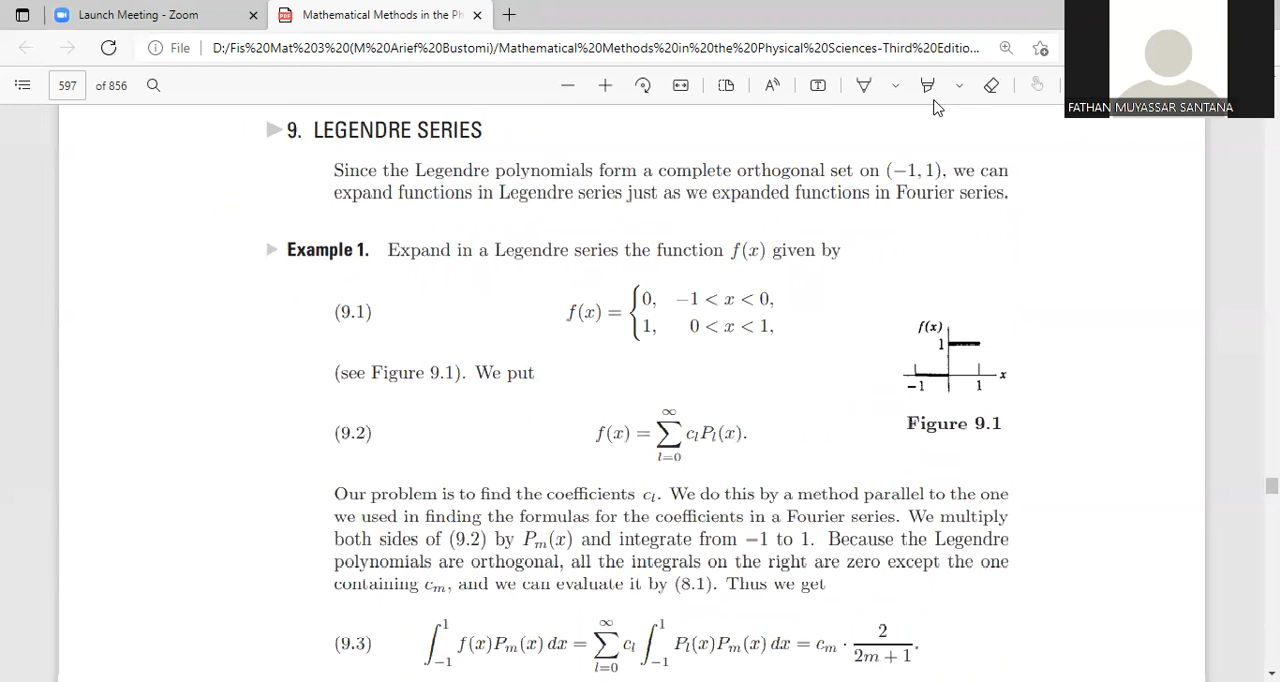 Launch Meeting - Zoom
Mathematical Methods in the Ph
File D:/Fis%20Mat%203%20(M%20Arief%20Bustomi)/Mathematical%20Methods%20in%20the%20Physical%20Sciences-Third%20Editio...
597 of 856
FATHAN MUYASSAR SANTANA
9. LEGENDRE SERIES
Since the Legendre polynomials form a complete orthogonal set on (−1, 1), we can
expand functions in Legendre series just as we expanded functions in Fourier series.
Example 1. Expand in a Legendre series the function f(x) given by
(9.1) f(x) = {0, −1 < x < 0,
1, 0 < x < 1,
f(x)
1
−1 1 x
Figure 9.1
(see Figure 9.1). We put
(9.2) f(x) = ∑_{l=0}^{∞} c_l P_l(x).
Our problem is to find the coefficients c_l. We do this by a method parallel to the one
we used in finding the formulas for the coefficients in a Fourier series. We multiply
both sides of (9.2) by P_m(x) and integrate from −1 to 1. Because the Legendre
polynomials are orthogonal, all the integrals on the right are zero except the one
containing c_m, and we can evaluate it by (8.1). Thus we get
(9.3) ∫_{−1}^{1} f(x)P_m(x) dx = ∑_{l=0}^{∞} c_l ∫_{−1}^{1} P_l(x)P_m(x) dx = c_m · 2/(2m + 1).